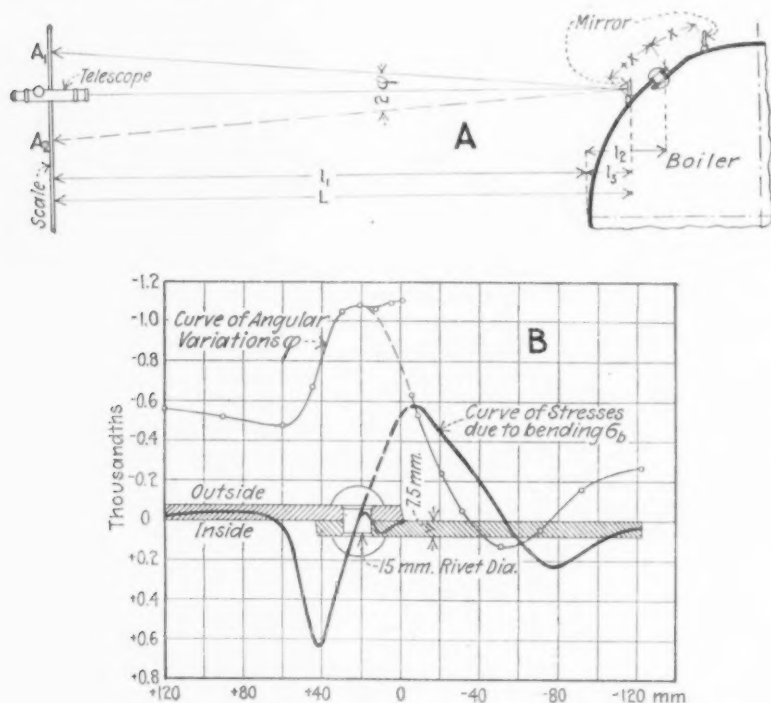 Mirror
-X
+X
A₁
Telescope
2φ
A₂
A
l₂
Boiler
l₁
l₃
Scale
L
-1.2
-1.0
-0.8
-0.6
-0.4
-0.2
0
+0.2
+0.4
+0.6
+0.8
Thousandths
Curve of Angular
Variations φ
B
Curve of Stresses
due to bending σb
7.5 mm.
Outside
Inside
15 mm. Rivet Dia.
+120 +80 +40 0 -40 -80 -120 mm